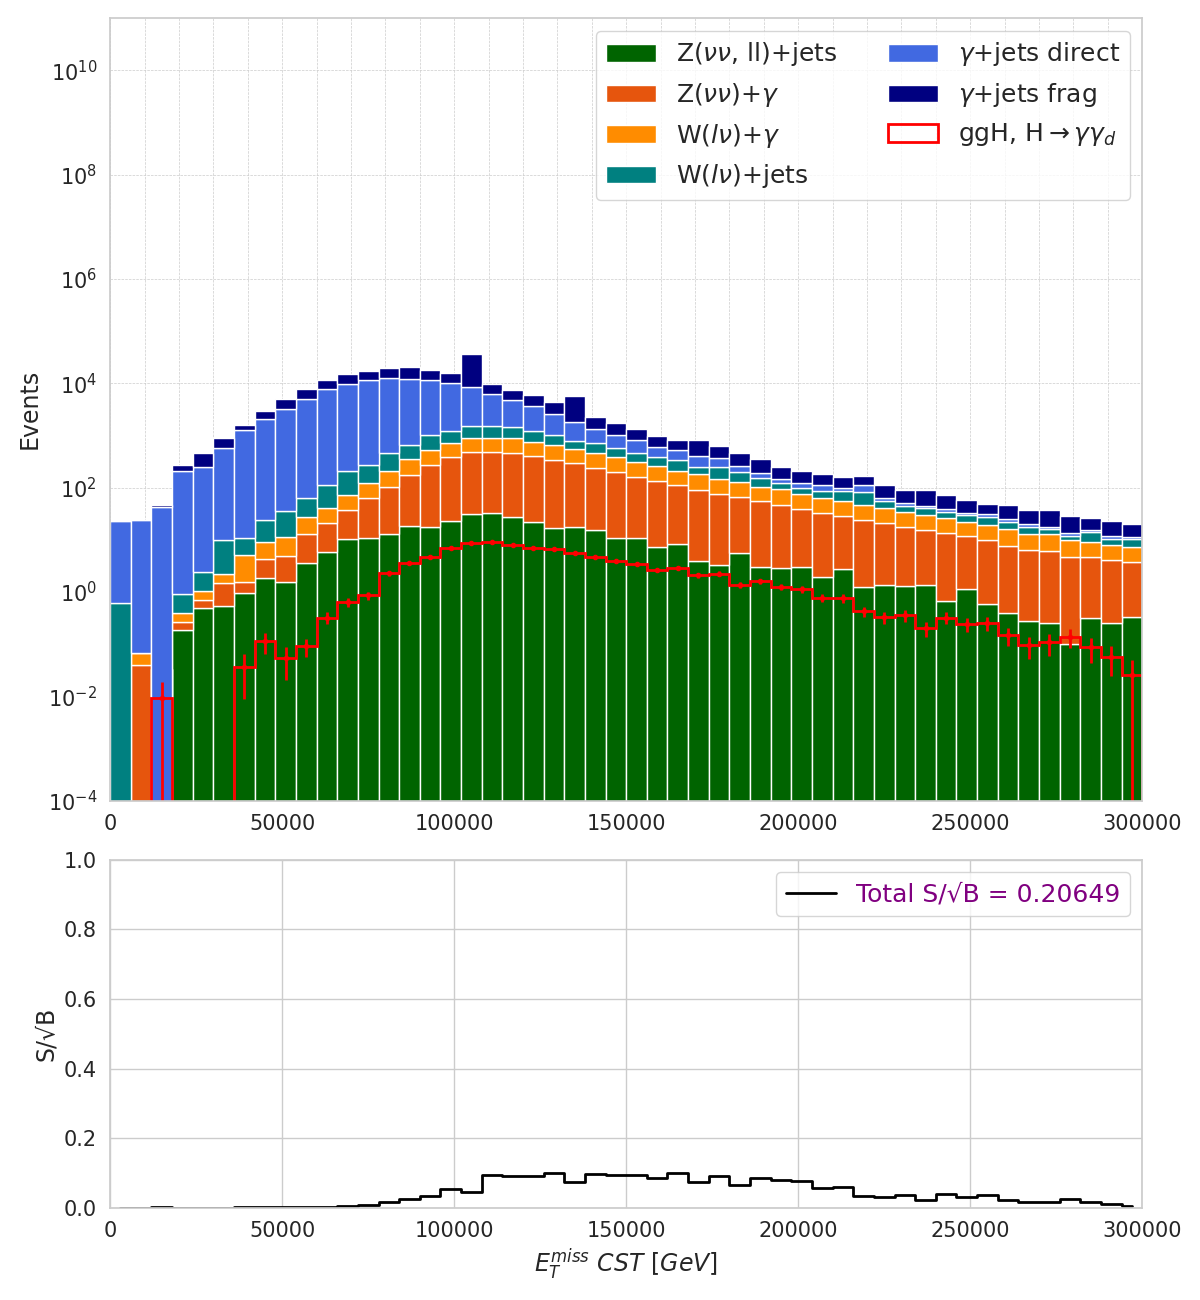 Z(νν, ll)+jets
Z(νν)+γ
W(lν)+γ
W(lν)+jets
γ+jets direct
γ+jets frag
ggH, H→γγ_d
Events
10^10
10^8
10^6
10^4
10^2
10^0
10^−2
10^−4
0 50000 100000 150000 200000 250000 300000
Total S/√B = 0.20649
S/√B
1.0
0.8
0.6
0.4
0.2
0.0
0 50000 100000 150000 200000 250000 300000
E_T^miss CST [GeV]